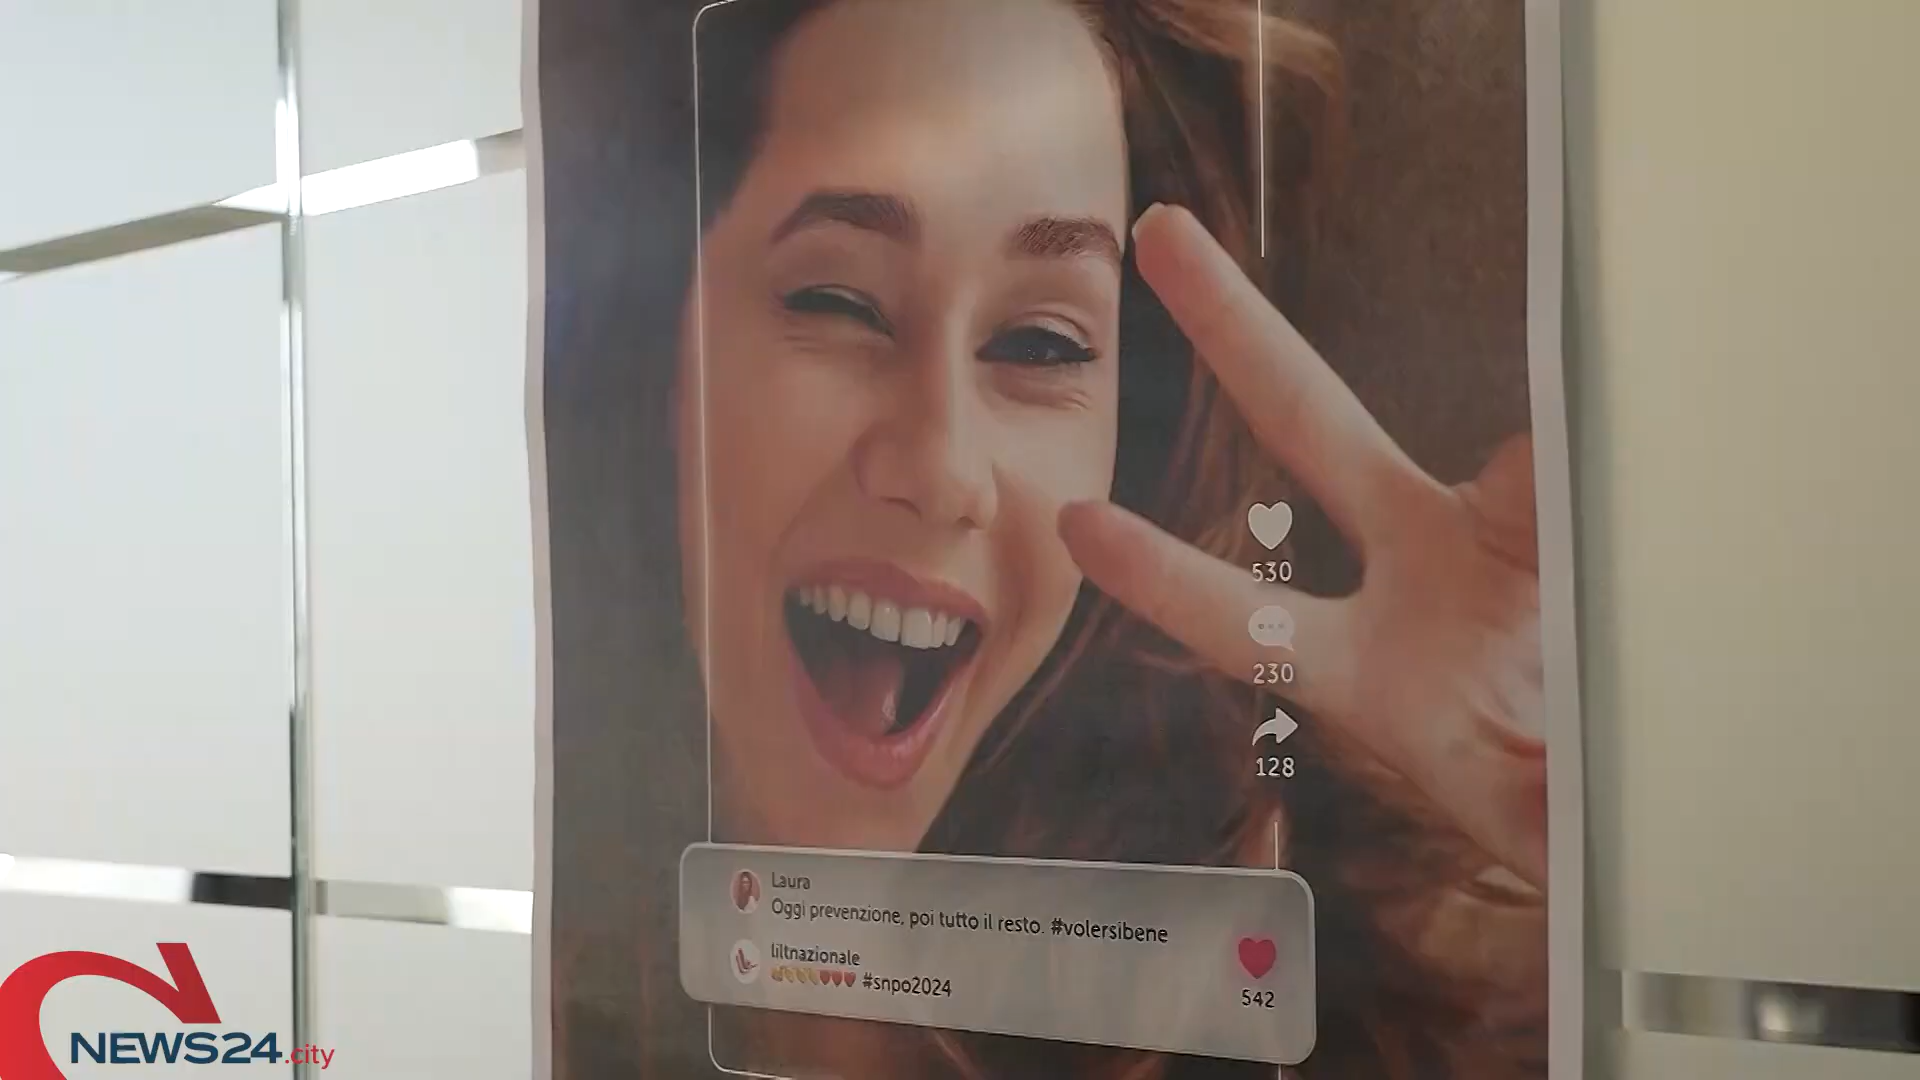 530
230
128
Laura
Oggi prevenzione, poi tutto il resto. #volersibene
liltnazionale
#snpo2024
542
NEWS24.city